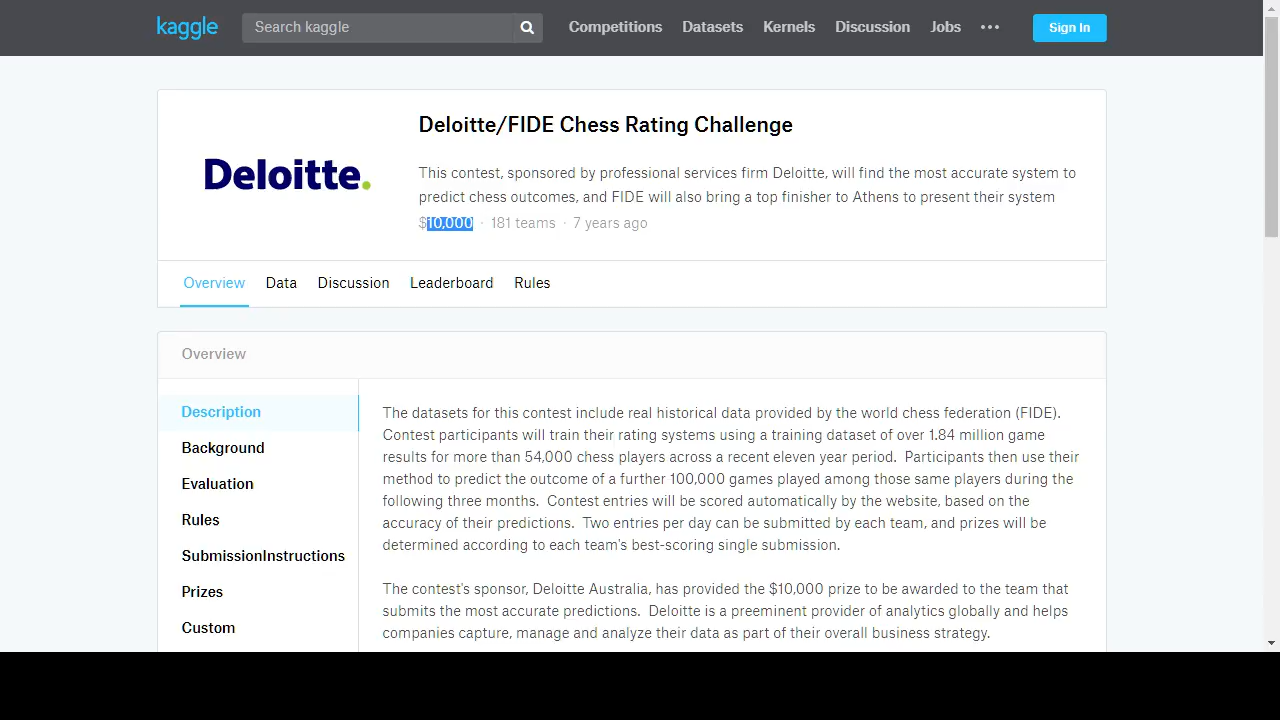 kaggle Search kaggle Competitions Datasets Kernels Discussion Jobs ••• Sign In
Deloitte/FIDE Chess Rating Challenge
Deloitte.
This contest, sponsored by professional services firm Deloitte, will find the most accurate system to
predict chess outcomes, and FIDE will also bring a top finisher to Athens to present their system
$10,000 · 181 teams · 7 years ago
Overview Data Discussion Leaderboard Rules
Overview
Description
Background
Evaluation
Rules
SubmissionInstructions
Prizes
Custom
The datasets for this contest include real historical data provided by the world chess federation (FIDE).
Contest participants will train their rating systems using a training dataset of over 1.84 million game
results for more than 54,000 chess players across a recent eleven year period. Participants then use their
method to predict the outcome of a further 100,000 games played among those same players during the
following three months. Contest entries will be scored automatically by the website, based on the
accuracy of their predictions. Two entries per day can be submitted by each team, and prizes will be
determined according to each team's best-scoring single submission.
The contest's sponsor, Deloitte Australia, has provided the $10,000 prize to be awarded to the team that
submits the most accurate predictions. Deloitte is a preeminent provider of analytics globally and helps
companies capture, manage and analyze their data as part of their overall business strategy.